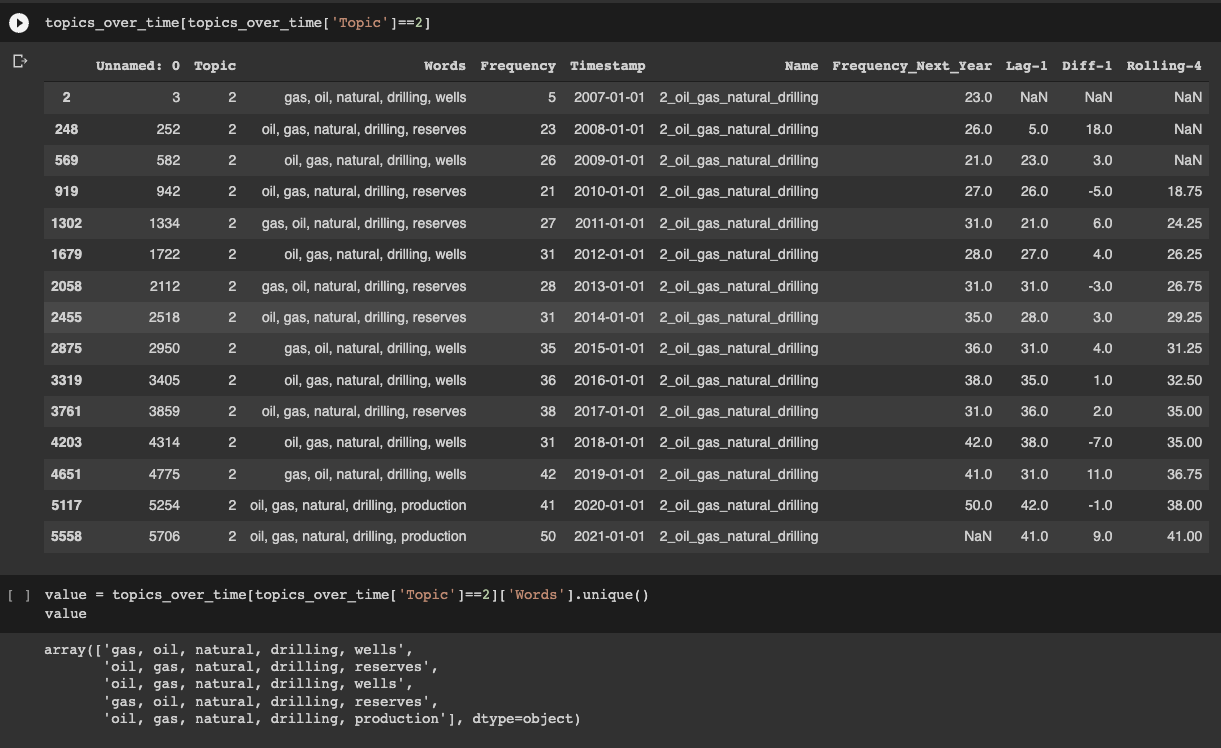 topics_over_time[topics_over_time['Topic']==2]
Unnamed: 0 Topic Words Frequency Timestamp Name Frequency_Next_Year Lag-1 Diff-1 Rolling-4
2 3 2 gas, oil, natural, drilling, wells 5 2007-01-01 2_oil_gas_natural_drilling 23.0 NaN NaN NaN
248 252 2 oil, gas, natural, drilling, reserves 23 2008-01-01 2_oil_gas_natural_drilling 26.0 5.0 18.0 NaN
569 582 2 oil, gas, natural, drilling, wells 26 2009-01-01 2_oil_gas_natural_drilling 21.0 23.0 3.0 NaN
919 942 2 oil, gas, natural, drilling, reserves 21 2010-01-01 2_oil_gas_natural_drilling 27.0 26.0 -5.0 18.75
1302 1334 2 gas, oil, natural, drilling, reserves 27 2011-01-01 2_oil_gas_natural_drilling 31.0 21.0 6.0 24.25
1679 1722 2 oil, gas, natural, drilling, wells 31 2012-01-01 2_oil_gas_natural_drilling 28.0 27.0 4.0 26.25
2058 2112 2 gas, oil, natural, drilling, reserves 28 2013-01-01 2_oil_gas_natural_drilling 31.0 31.0 -3.0 26.75
2455 2518 2 oil, gas, natural, drilling, reserves 31 2014-01-01 2_oil_gas_natural_drilling 35.0 28.0 3.0 29.25
2875 2950 2 gas, oil, natural, drilling, wells 35 2015-01-01 2_oil_gas_natural_drilling 36.0 31.0 4.0 31.25
3319 3405 2 oil, gas, natural, drilling, wells 36 2016-01-01 2_oil_gas_natural_drilling 38.0 35.0 1.0 32.50
3761 3859 2 oil, gas, natural, drilling, reserves 38 2017-01-01 2_oil_gas_natural_drilling 31.0 36.0 2.0 35.00
4203 4314 2 oil, gas, natural, drilling, wells 31 2018-01-01 2_oil_gas_natural_drilling 42.0 38.0 -7.0 35.00
4651 4775 2 gas, oil, natural, drilling, wells 42 2019-01-01 2_oil_gas_natural_drilling 41.0 31.0 11.0 36.75
5117 5254 2 oil, gas, natural, drilling, production 41 2020-01-01 2_oil_gas_natural_drilling 50.0 42.0 -1.0 38.00
5558 5706 2 oil, gas, natural, drilling, production 50 2021-01-01 2_oil_gas_natural_drilling NaN 41.0 9.0 41.00
[ ] value = topics_over_time[topics_over_time['Topic']==2]['Words'].unique()
value
array(['gas, oil, natural, drilling, wells',
'oil, gas, natural, drilling, reserves',
'oil, gas, natural, drilling, wells',
'gas, oil, natural, drilling, reserves',
'oil, gas, natural, drilling, production'], dtype=object)